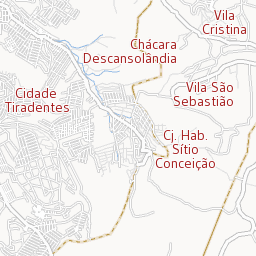 Vila
Cristina
Chácara
Descansolândia
Cidade
Tiradentes
Vila São
Sebastião
Cj. Hab.
Sítio
Conceição